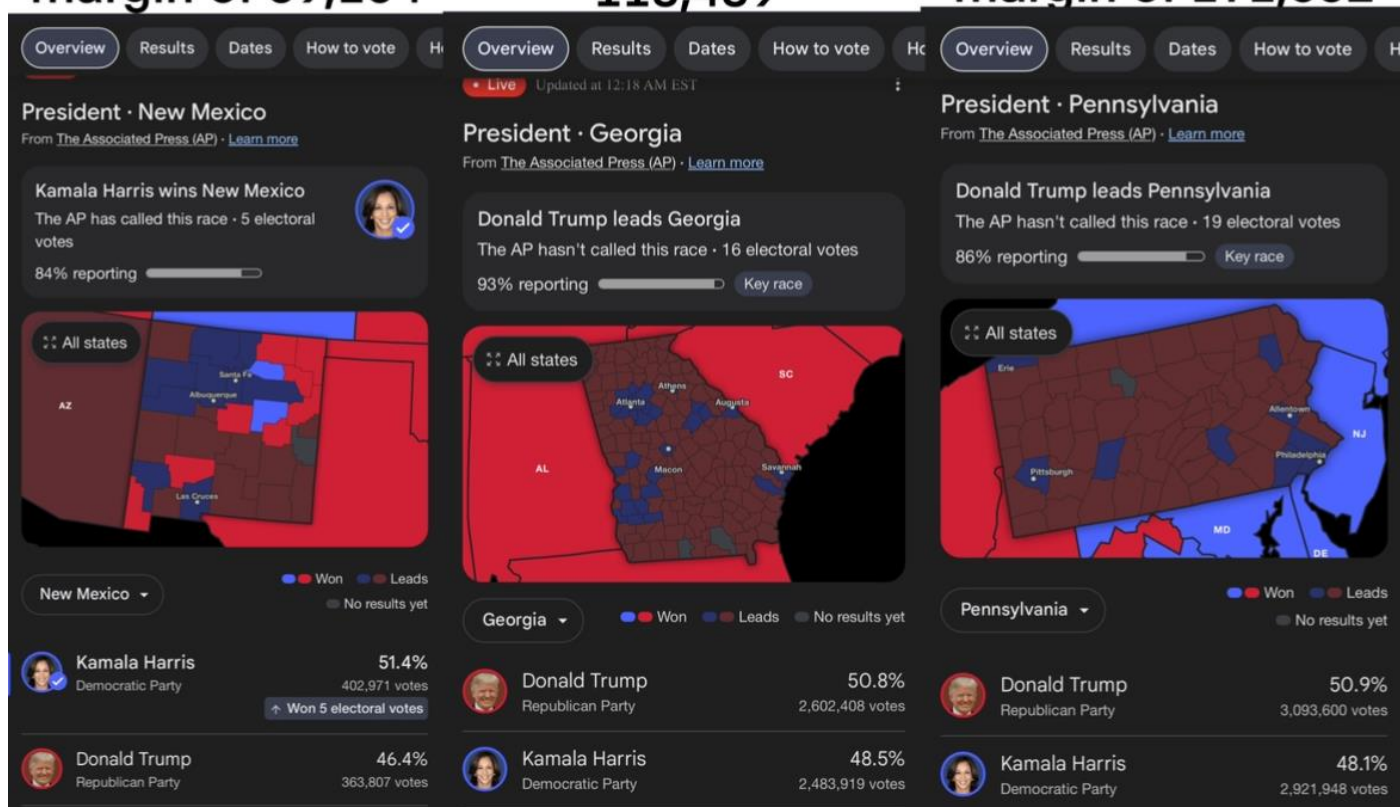 margin of 39,164
118,489
margin of 171,652
Overview
Results
Dates
How to vote
President · New Mexico
From The Associated Press (AP) · Learn more
Kamala Harris wins New Mexico
The AP has called this race · 5 electoral
votes
84% reporting
All states
Santa Fe
Albuquerque
AZ
Las Cruces
New Mexico
Won
Leads
No results yet
Kamala Harris
51.4%
Democratic Party
402,971 votes
↑ Won 5 electoral votes
Donald Trump
46.4%
Republican Party
363,807 votes
Overview
Results
Dates
How to vote
Live
Updated at 12:18 AM EST
President · Georgia
From The Associated Press (AP) · Learn more
Donald Trump leads Georgia
The AP hasn't called this race · 16 electoral votes
93% reporting
Key race
All states
SC
Athens
Atlanta
Augusta
AL
Macon
Savannah
Georgia
Won
Leads
No results yet
Donald Trump
50.8%
Republican Party
2,602,408 votes
Kamala Harris
48.5%
Democratic Party
2,483,919 votes
Overview
Results
Dates
How to vote
President · Pennsylvania
From The Associated Press (AP) · Learn more
Donald Trump leads Pennsylvania
The AP hasn't called this race · 19 electoral votes
86% reporting
Key race
All states
Erie
Allentown
NJ
Philadelphia
Pittsburgh
MD
DE
Pennsylvania
Won
Leads
No results yet
Donald Trump
50.9%
Republican Party
3,093,600 votes
Kamala Harris
48.1%
Democratic Party
2,921,948 votes